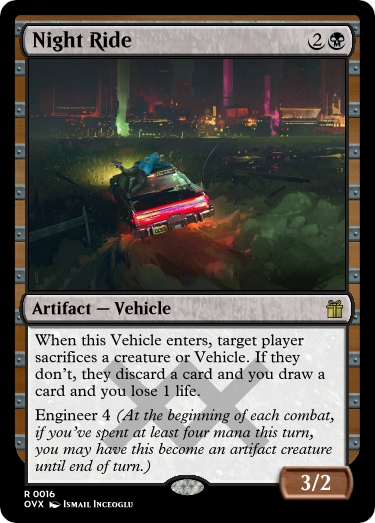 Night Ride 2
Artifact — Vehicle
When this Vehicle enters, target player
sacrifices a creature or Vehicle. If they
don't, they discard a card and you draw a
card and you lose 1 life.
Engineer 4 (At the beginning of each combat,
if you've spent at least four mana this turn,
you may have this become an artifact creature
until end of turn.)
3/2
R 0016
OVX Ismail Inceoglu